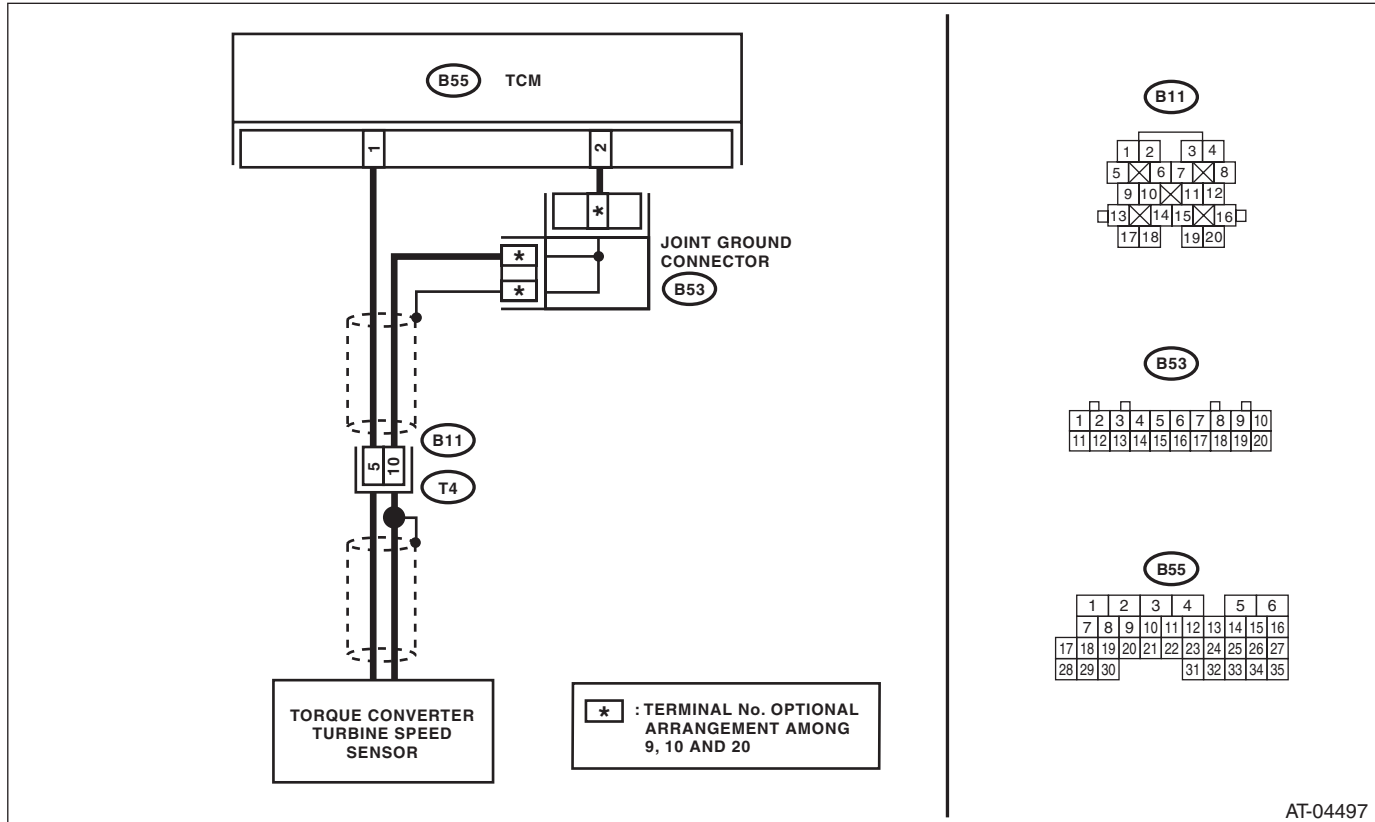 B55 TCM
1 2
*
JOINT GROUND
CONNECTOR
B53
*
*
B11
5 10
T4
TORQUE CONVERTER
TURBINE SPEED
SENSOR
* : TERMINAL No. OPTIONAL
ARRANGEMENT AMONG
9, 10 AND 20
B11
1 2 3 4
5 6 7 8
9 10 11 12
13 14 15 16
17 18 19 20
B53
1 2 3 4 5 6 7 8 9 10
11 12 13 14 15 16 17 18 19 20
B55
1 2 3 4 5 6
7 8 9 10 11 12 13 14 15 16
17 18 19 20 21 22 23 24 25 26 27
28 29 30 31 32 33 34 35
AT-04497